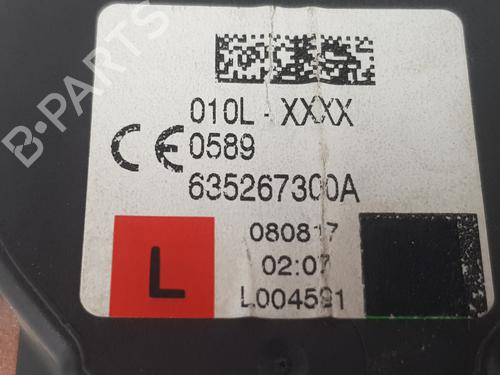 B-PARTS
010L - XXXX
CE 0589
635267300A
L
080817
02:07
L004591